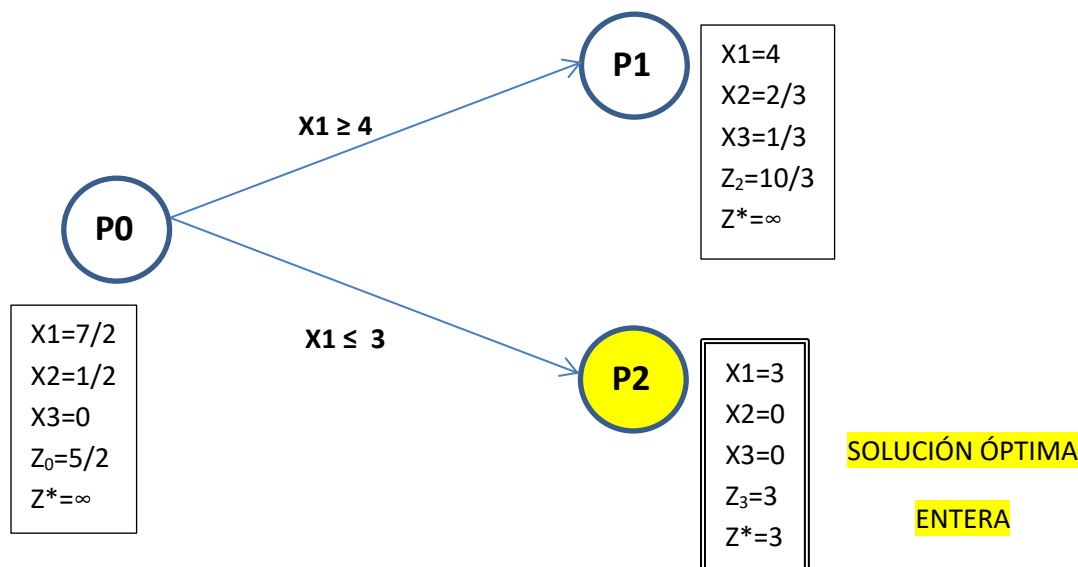 P1
X1=4
X2=2/3
X3=1/3
Z₂=10/3
Z*=∞
X1 ≥ 4
P0
X1=7/2
X2=1/2
X3=0
Z₀=5/2
Z*=∞
X1 ≤ 3
P2
X1=3
X2=0
X3=0
Z₃=3
Z*=3
SOLUCIÓN ÓPTIMA
ENTERA